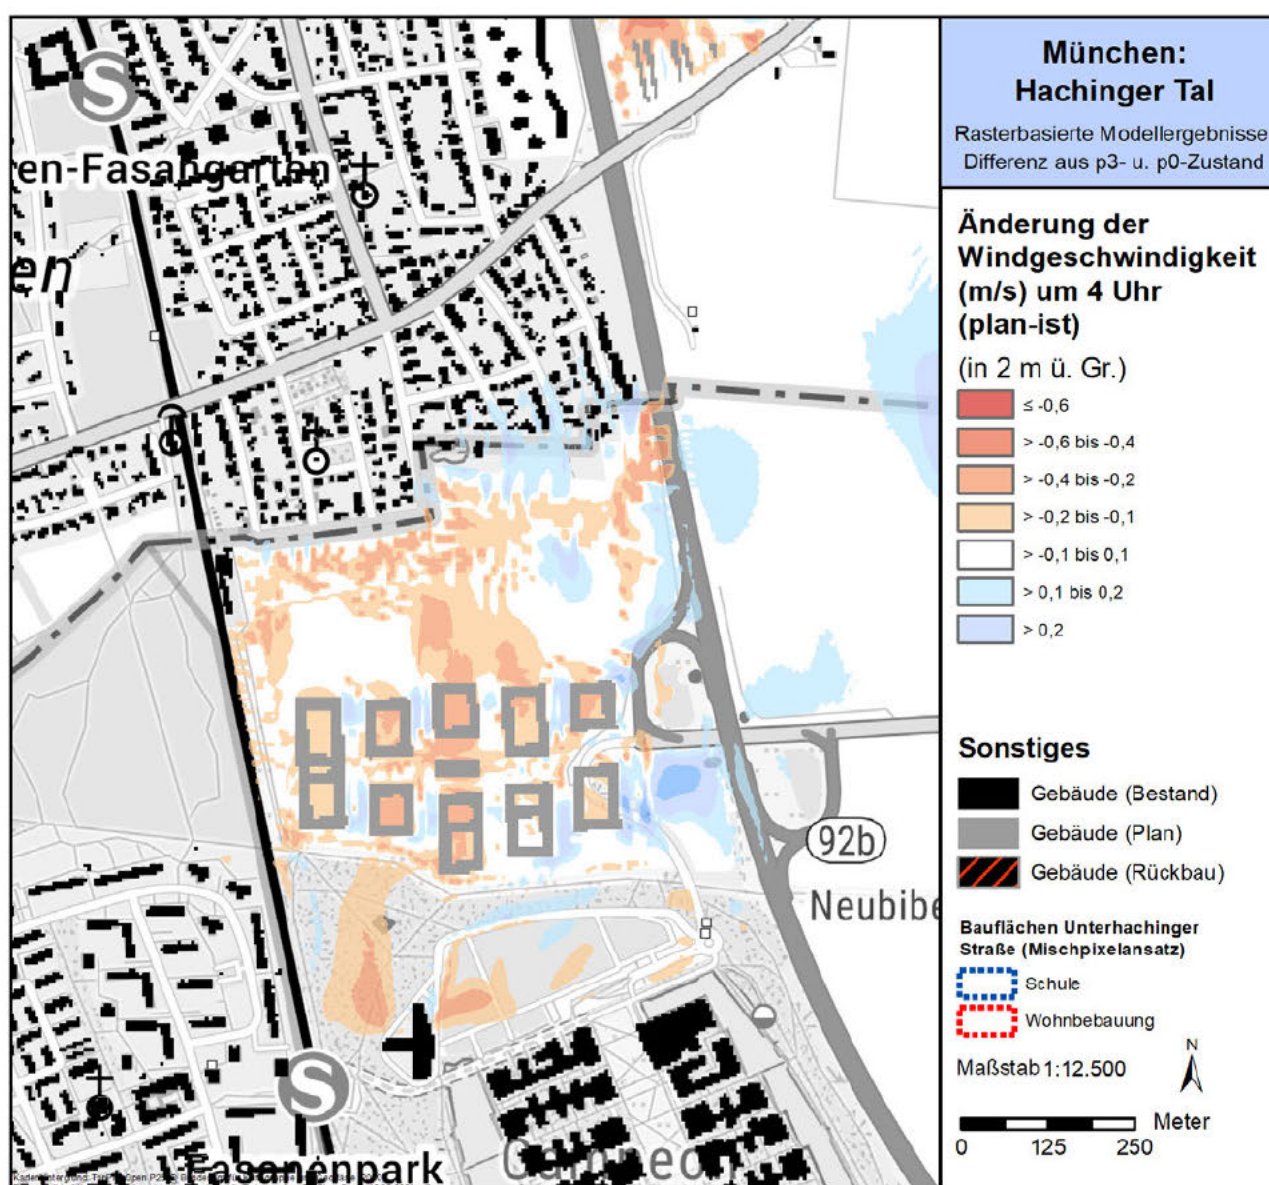 München:
Hachinger Tal
Rasterbasierte Modellergebnisse
Differenz aus p3- u. p0-Zustand
Änderung der
Windgeschwindigkeit
(m/s) um 4 Uhr
(plan-ist)
(in 2 m ü. Gr.)
≤ -0,6
> -0,6 bis -0,4
> -0,4 bis -0,2
> -0,2 bis -0,1
> -0,1 bis 0,1
> 0,1 bis 0,2
> 0,2
Sonstiges
Gebäude (Bestand)
Gebäude (Plan)
Gebäude (Rückbau)
Bauflächen Unterhachinger
Straße (Mischpixelansatz)
Schule
Wohnbebauung
Maßstab 1:12.500
N
Meter
0 125 250
S
en-Fasangarten
en
92b
Neubibe
S
Fasanenpark
Campeon